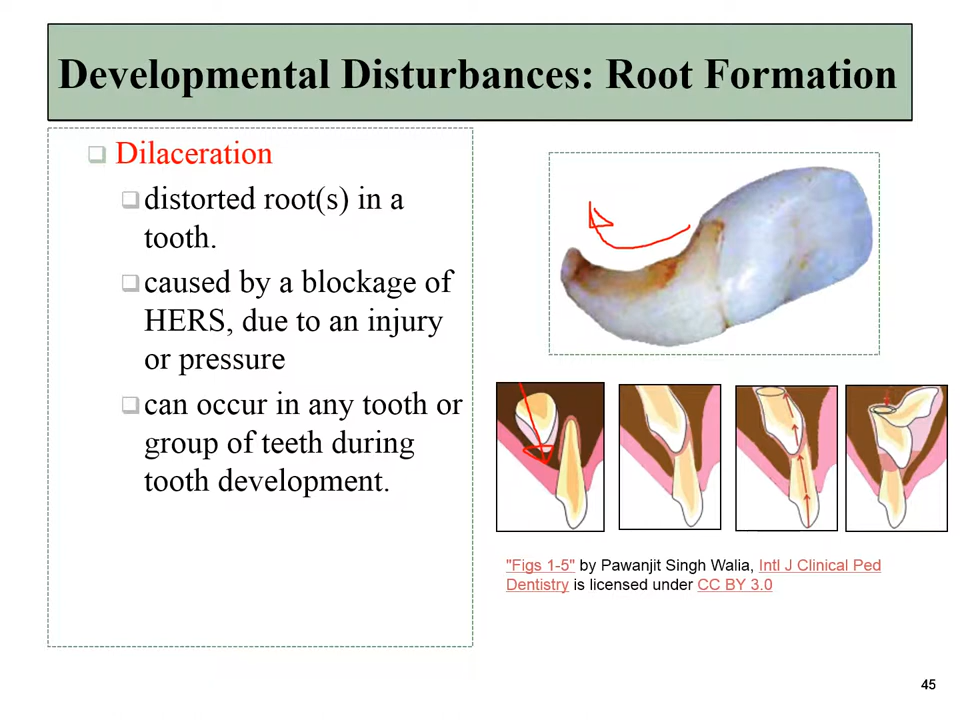 Developmental Disturbances: Root Formation
Dilaceration
distorted root(s) in a
tooth.
caused by a blockage of
HERS, due to an injury
or pressure
can occur in any tooth or
group of teeth during
tooth development.
"Figs 1-5" by Pawanjit Singh Walia, Intl J Clinical Ped
Dentistry is licensed under CC BY 3.0
45